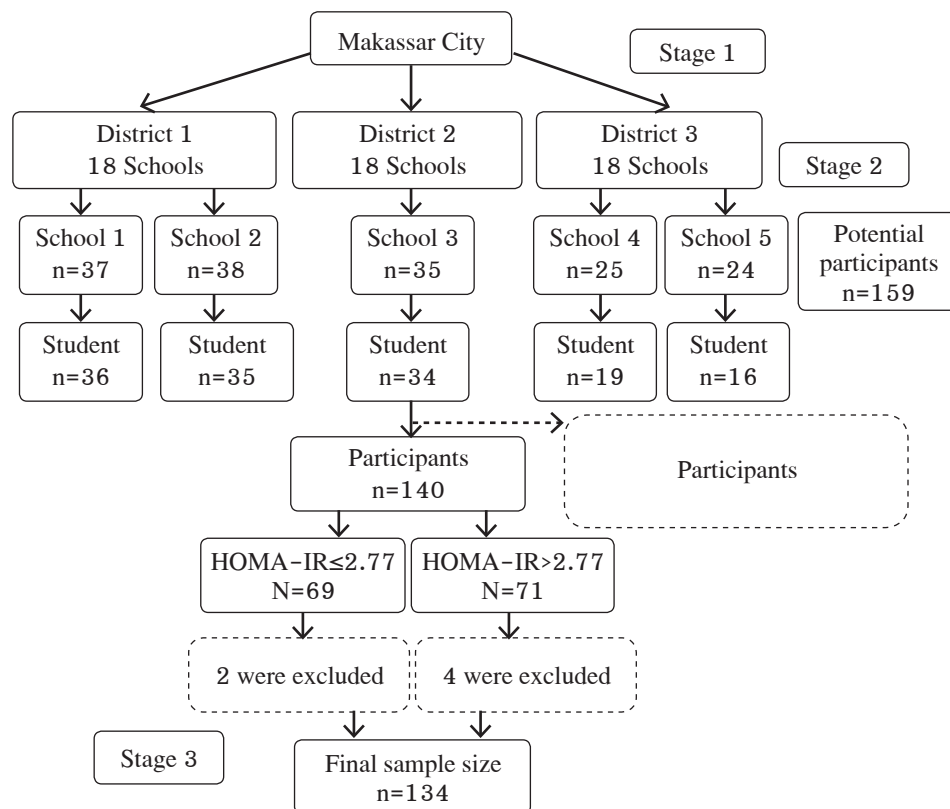 Makassar City
Stage 1
District 1
18 Schools
District 2
18 Schools
District 3
18 Schools
Stage 2
School 1
n=37
School 2
n=38
School 3
n=35
School 4
n=25
School 5
n=24
Potential
participants
n=159
Student
n=36
Student
n=35
Student
n=34
Student
n=19
Student
n=16
Participants
n=140
Participants
HOMA-IR≤2.77
N=69
HOMA-IR>2.77
N=71
2 were excluded
4 were excluded
Stage 3
Final sample size
n=134